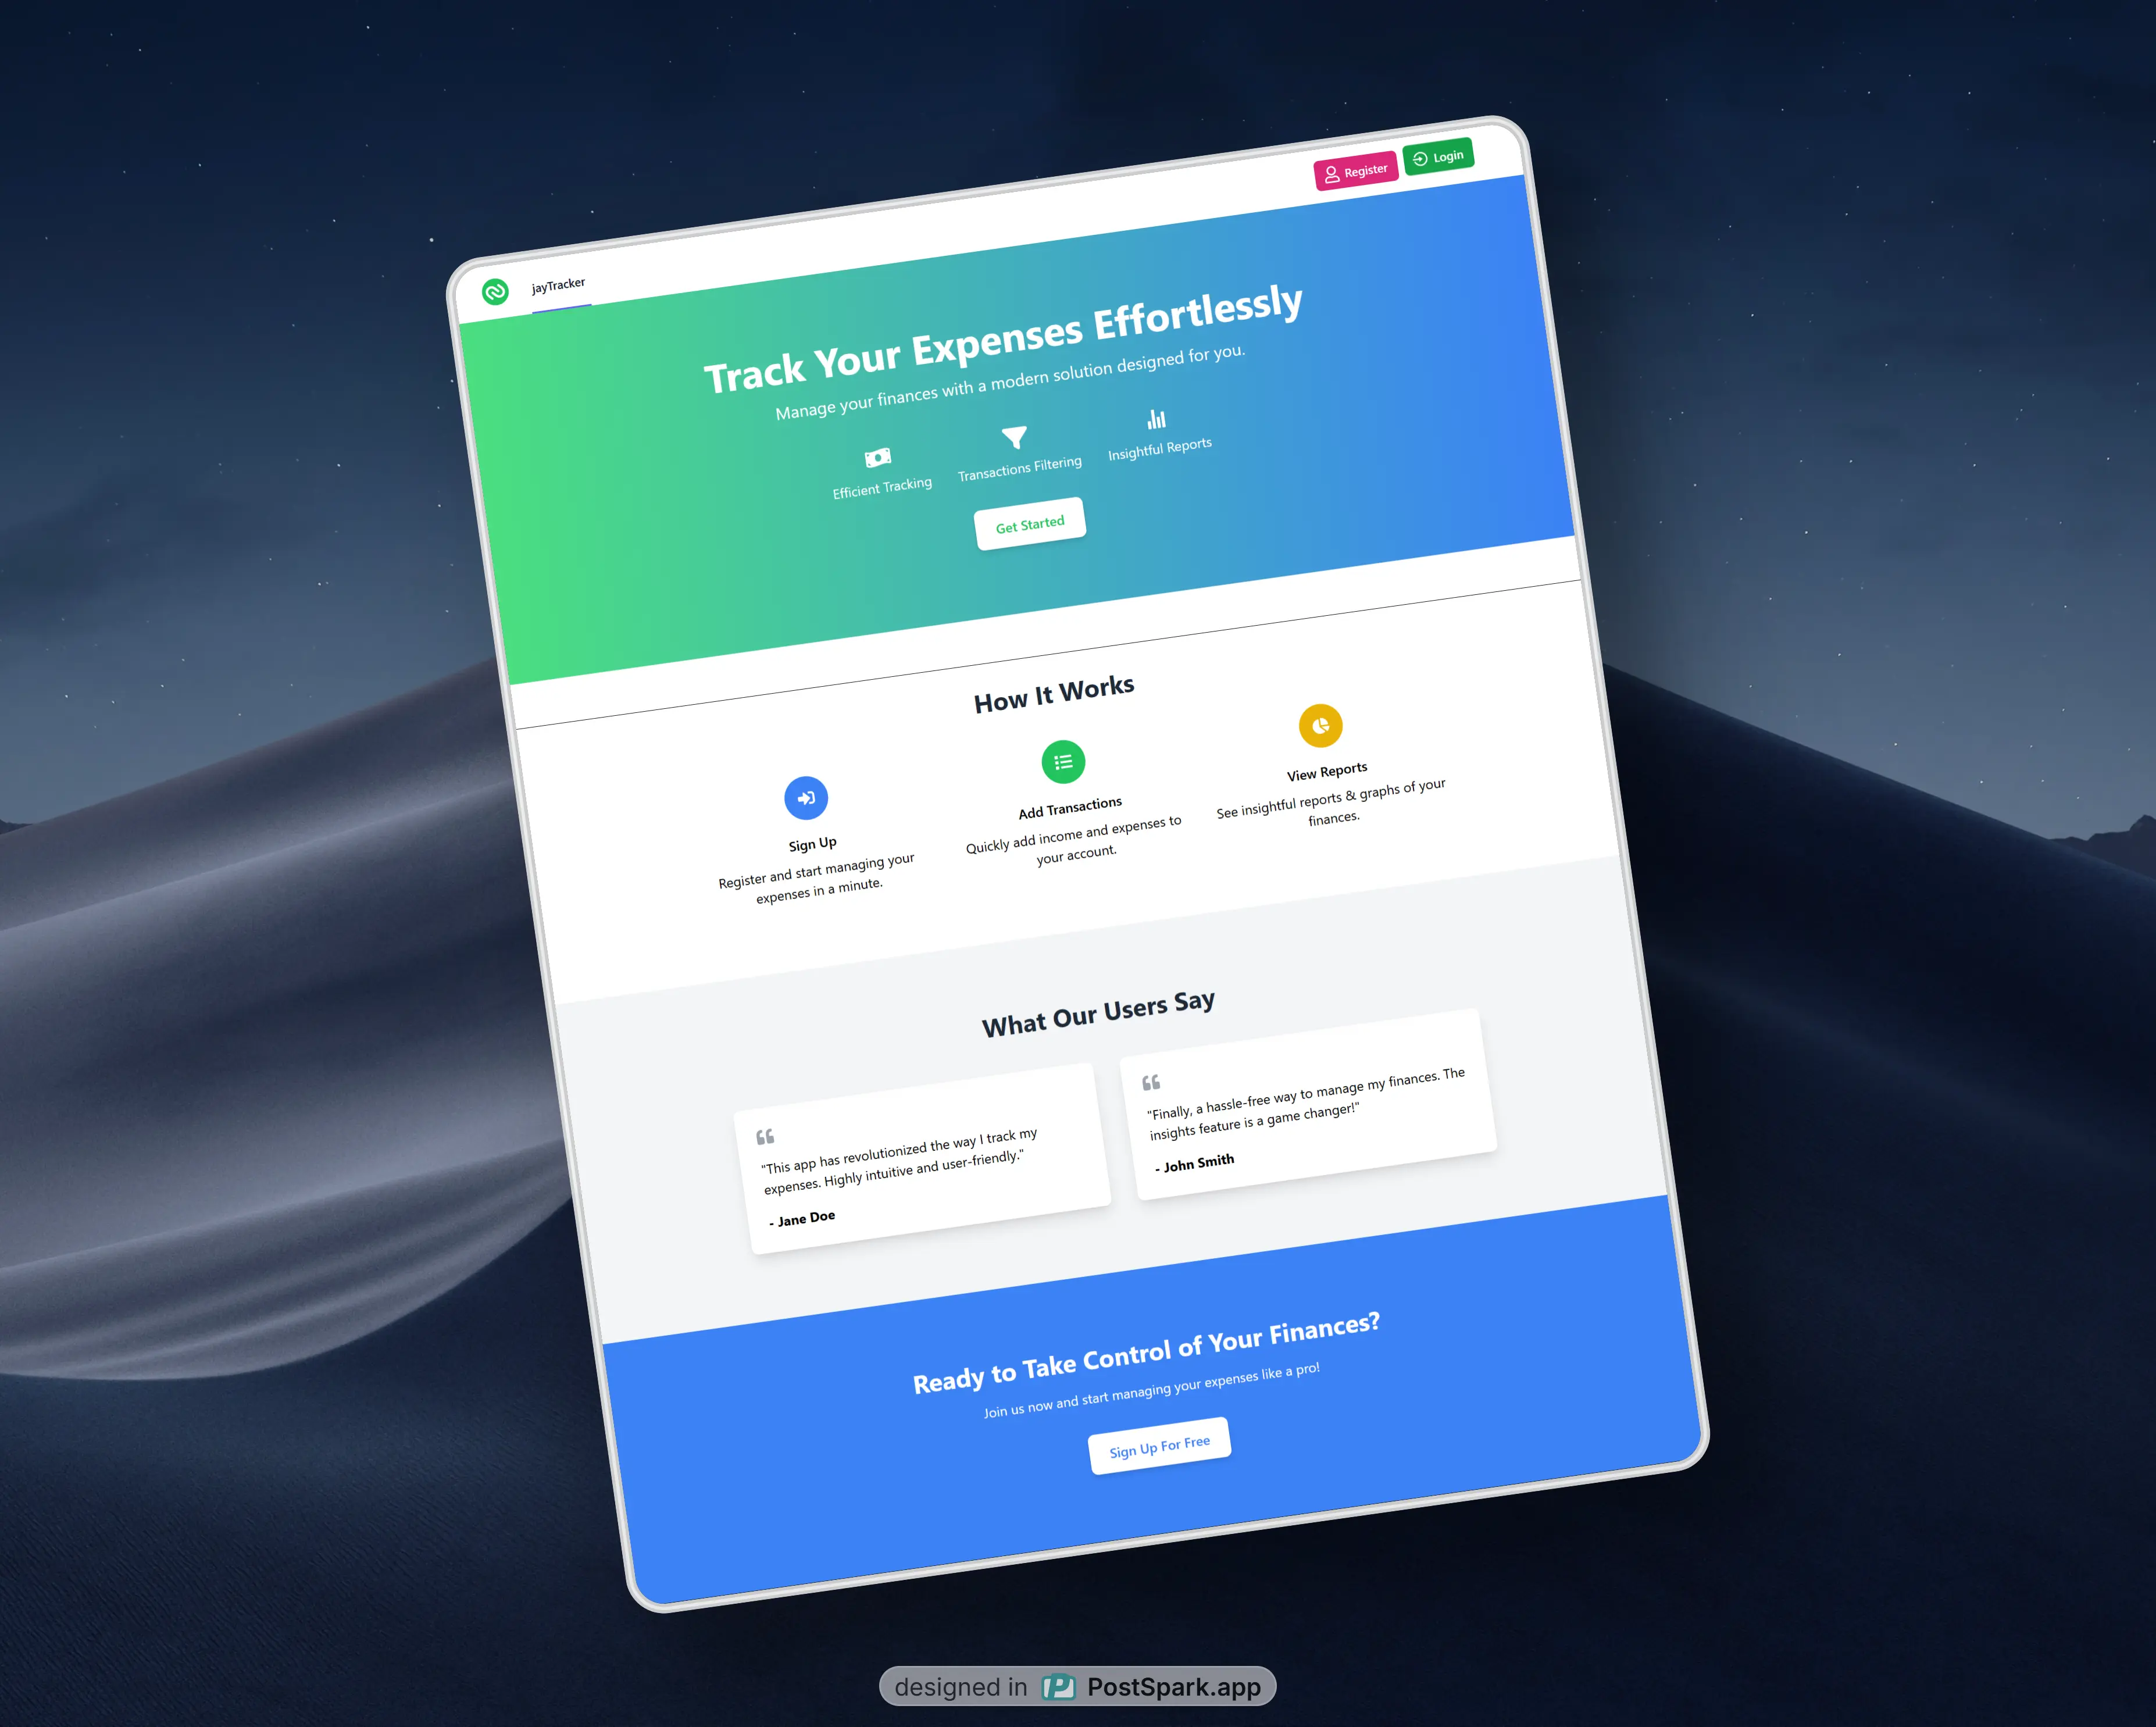 jayTracker
Register
Login
Track Your Expenses Effortlessly
Manage your finances with a modern solution designed for you.
Efficient Tracking
Transactions Filtering
Insightful Reports
Get Started
How It Works
Sign Up
Register and start managing your
expenses in a minute.
Add Transactions
Quickly add income and expenses to
your account.
View Reports
See insightful reports & graphs of your
finances.
What Our Users Say
"This app has revolutionized the way I track my
expenses. Highly intuitive and user-friendly."
- Jane Doe
"Finally, a hassle-free way to manage my finances. The
insights feature is a game changer!"
- John Smith
Ready to Take Control of Your Finances?
Join us now and start managing your expenses like a pro!
Sign Up For Free
designed in PostSpark.app